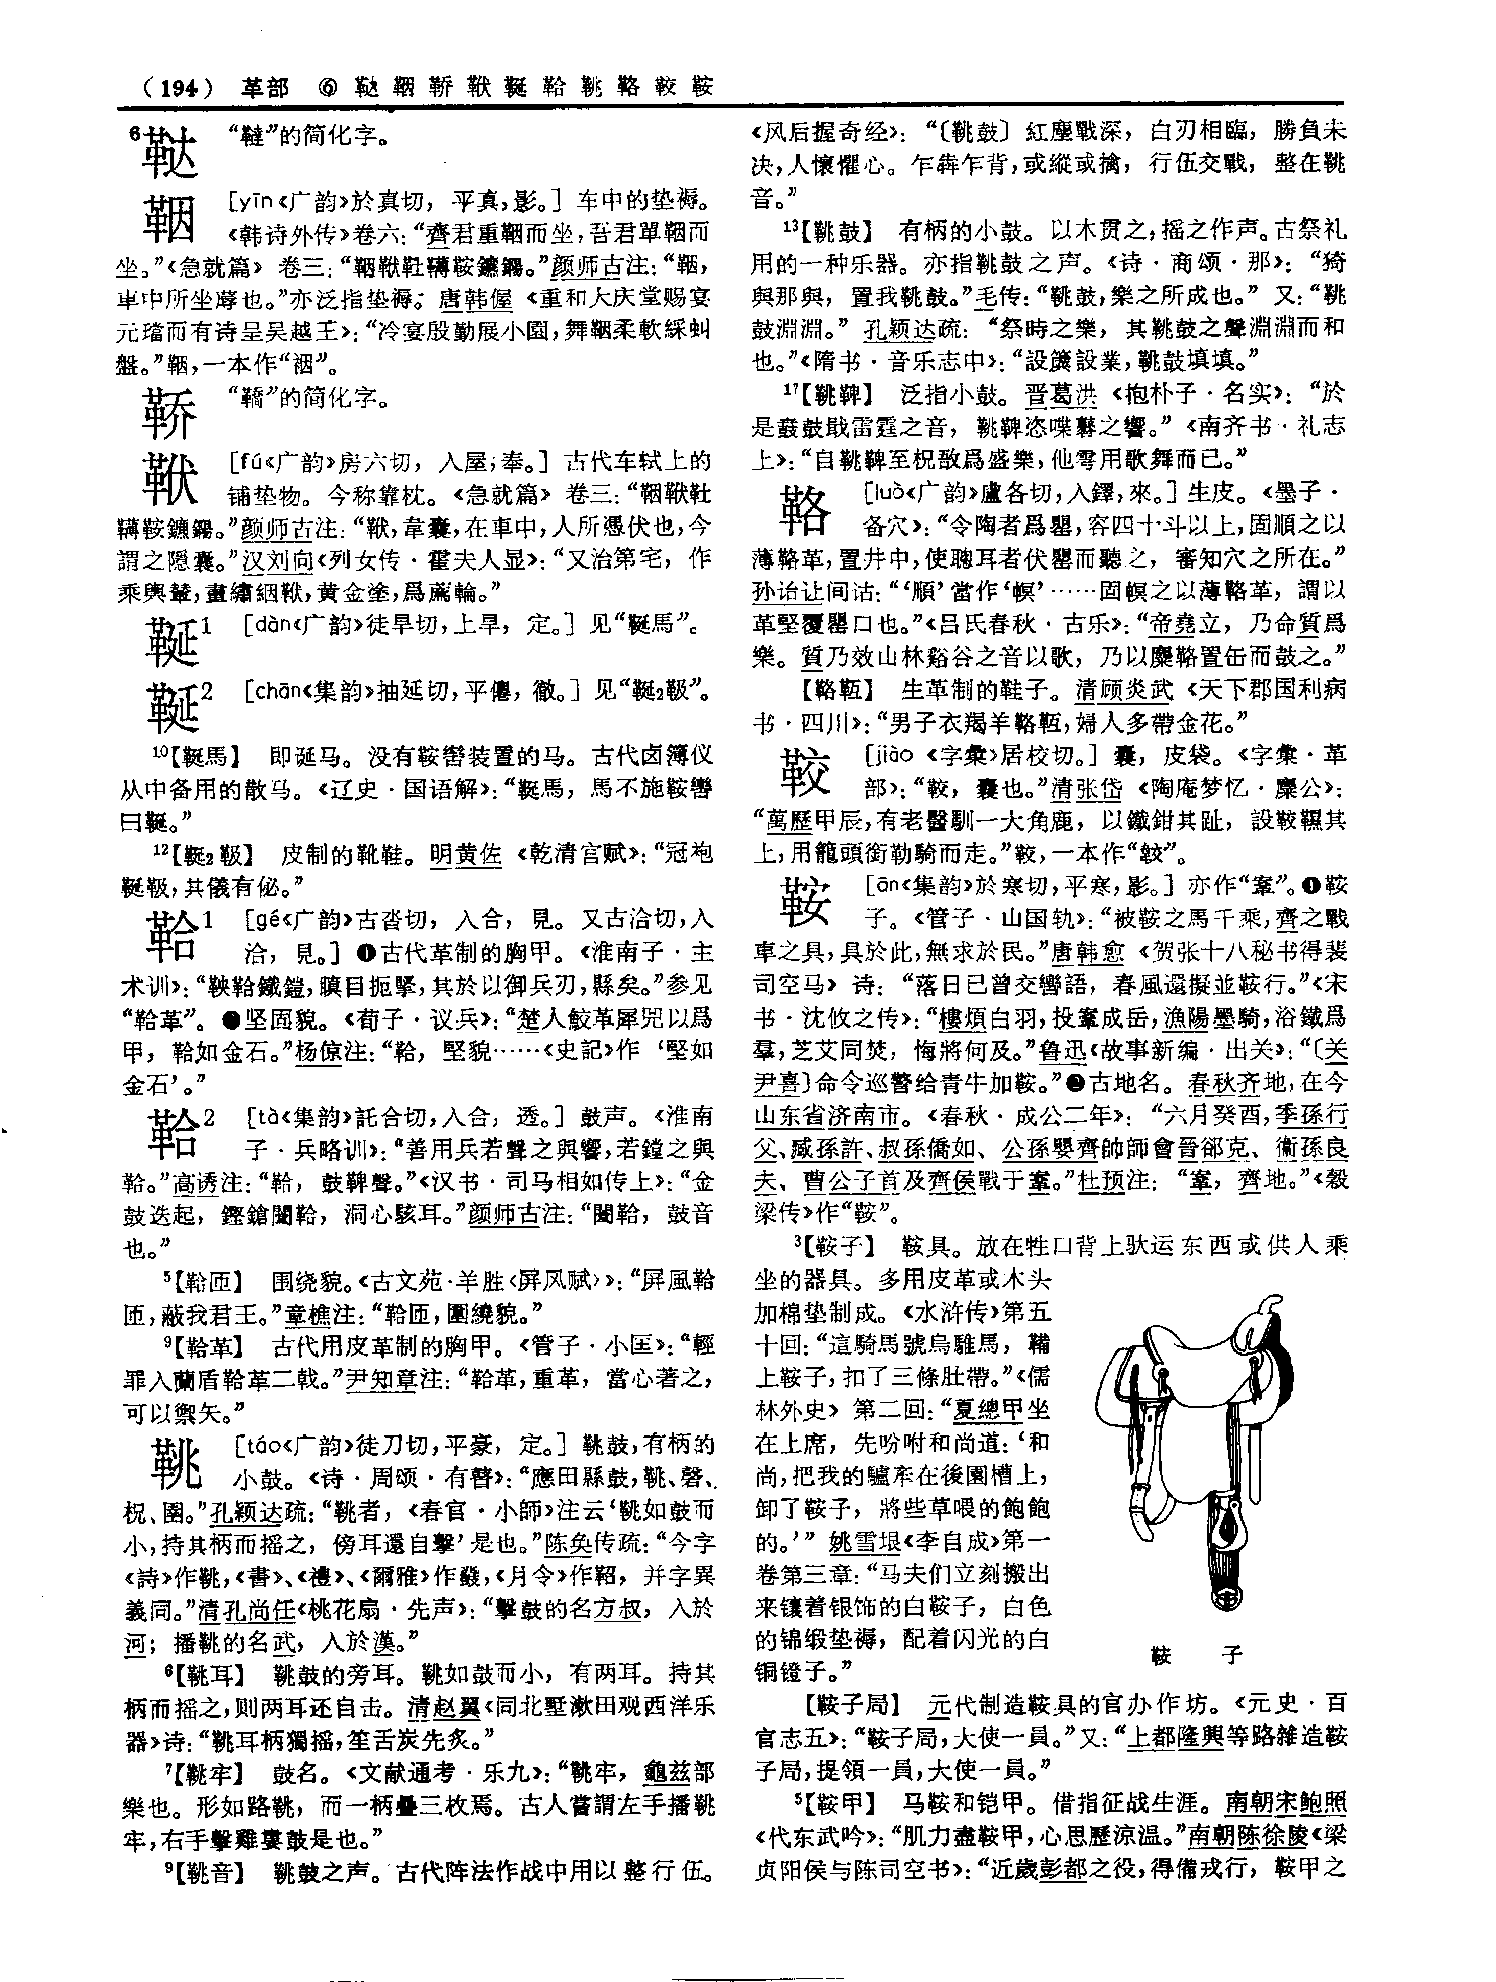 （194） 革部 ⑥ 鞑 鞇 鞒 鞁 鞓 鞈 鞉 鞈 鞍
6鞑 “韃”的简化字。
鞇 [yīn《广韵》於真切，平真，影。] 车中的垫褥。
《韩诗外传》卷六：“齊君重鞇而坐，吾君單鞇而
坐。”《急就篇》 卷三：“鞇靯鞍鑣鐊。”颜师古注：“鞇，
車中所坐蓐也。”亦泛指垫褥。唐韩偓 《重和大庆堂赐宴
元璫而有诗呈吴越王》：“冷宴殷勤展小園，舞鞇柔軟綵虯
盤。”鞇，一本作“裀”。
鞒 “鞽”的简化字。
[fú《广韵》房六切，入屋，奉。] 古代车轼上的
铺垫物。今称靠枕。《急就篇》 卷三：“鞇靯
鞍鑣鐊。”颜师古注：“韋囊，在車中，人所憑伏也，今
謂之隱囊。”汉刘向《列女传·霍夫人显》：“又治第宅，作
乘輿輦，畫繡絪，黄金塗，爲薦輪。”
1 [dàn《广韵》徒旱切，上旱，定。] 见“馬”。
2 [chān《集韵》抽延切，平僊，徹。] 见“₂靸”。
10【馬】 即诞马。没有鞍辔装置的马。古代卤簿仪
从中备用的散马。《辽史·国语解》：“馬，馬不施鞍轡
曰。”
12【₂靸】 皮制的靴鞋。明黄佐 《乾清宫赋》：“冠袍
靸，其儀有佖。”
鞈1 [gé《广韵》古沓切，入合，見。又古洽切，入
洽，見。] ❶古代革制的胸甲。《淮南子·主
术训》：“鞅鞈鐵鎧，瞋目扼掔，其於以御兵刃，縣矣。”参见
“鞈革”。❷坚固貌。《荀子·议兵》：“楚人鮫革犀兕以爲
甲，鞈如金石。”杨倞注：“鞈，堅貌……《史記》作‘堅如
金石’。”
鞈2 [tà《集韵》託合切，入合，透。] 鼓声。《淮南
子·兵略训》：“善用兵若聲之與響，若鏜之與
鞈。”高诱注：“鞈，鼓鞞聲。”《汉书·司马相如传上》：“金
鼓迭起，鏗鎗闛鞈，洞心駭耳。”颜师古注：“闛鞈，鼓音
也。”
5【鞈匝】 围绕貌。《古文苑·羊胜〈屏风赋〉》：“屏風鞈
匝，蔽我君王。”章樵注：“鞈匝，圍繞貌。”
9【鞈革】 古代用皮革制的胸甲。《管子·小匡》：“輕
罪入蘭盾鞈革二戟。”尹知章注：“鞈革，重革，當心著之，
可以禦矢。”
鞉 [táo《广韵》徒刀切，平豪，定。] 鞉鼓，有柄的
小鼓。《诗·周颂·有瞽》：“應田縣鼓，鞉、磬、
柷、圉。”孔颖达疏：“鞉者，《春官·小師》注云‘鞉如鼓而
小，持其柄而摇之，傍耳還自擊’是也。”陈奂传疏：“今字
《詩》作鞉，《書》、《禮》、《爾雅》作鼗，《月令》作鞀，并字異
義同。”清孔尚任《桃花扇·先声》：“擊鼓的名方叔，入於
河；播鞉的名武，入於漢。”
6【鞉耳】 鞉鼓的旁耳。鞉如鼓而小，有两耳。持其
柄而摇之，则两耳还自击。清赵翼《同北墅漱田观西洋乐
器》诗：“鞉耳柄獨摇，笙舌炭先炙。”
7【鞉牢】 鼓名。《文献通考·乐九》：“鞉牢，龜兹部
樂也。形如路鞉，而一柄疊三枚焉。古人嘗謂左手播鞉
牢，右手擊雞婁鼓是也。”
9【鞉音】 鞉鼓之声。古代阵法作战中用以整行伍。
《风后握奇经》：“〔鞉鼓〕紅塵戰深，白刃相臨，勝負未
决，人懷懼心。乍犇乍背，或縱或擒，行伍交戰，整在鞉
音。”
13【鞉鼓】 有柄的小鼓。以木贯之，摇之作声。古祭礼
用的一种乐器。亦指鞉鼓之声。《诗·商颂·那》：“猗
與那與，置我鞉鼓。”毛传：“鞉鼓，樂之所成也。”又：“鞉
鼓淵淵。” 孔颖达疏：“祭時之樂，其鞉鼓之聲淵淵而和
也。”《隋书·音乐志中》：“設簴設業，鞉鼓填填。”
17【鞉鞞】 泛指小鼓。晋葛洪 《抱朴子·名实》：“於
是鼖鼓戢雷霆之音，鞉鞞恣喋之響。”《南齐书·礼志
上》：“自鞉鞞至柷敔爲盛樂，他雩用歌舞而已。”
鞈 [luò《广韵》盧各切，入鐸，來。] 生皮。《墨子·
备穴》：“令陶者爲罌，容四十斗以上，固順之以
薄革，置井中，使聰耳者伏罌而聽之，審知穴之所在。”
孙诒让间诂：“‘順’當作‘幎’……固幎之以薄革，謂以
革堅覆罌口也。”《吕氏春秋·古乐》：“帝堯立，乃命質爲
樂。質乃效山林谿谷之音以歌，乃以麋置缶而鼓之。”
【】 生革制的鞋子。清顾炎武 《天下郡国利病
书·四川》：“男子衣羯羊，婦人多帶金花。”
[jiào 《字彙》居校切。] 囊，皮袋。《字彙·革
部》：“囊也。”清张岱 《陶庵梦忆·麋公》：
“萬歷甲辰，有老醫馴一大角鹿，以鐵鉗其趾，設其
上，用籠頭銜勒騎而走。”一本作“”。
鞍 [ān《集韵》於寒切，平寒，影。] 亦作“鞌”。❶鞍
子。《管子·山国轨》：“被鞍之馬千乘，齊之戰
車之具，具於此，無求於民。”唐韩愈 《贺张十八秘书得裴
司空马》 诗：“落日已曾交轡語，春風還擬並鞍行。”《宋
书·沈攸之传》：“樓煩白羽，投鞌成岳，漁陽墨騎，浴鐵爲
羣，芝艾同焚，悔將何及。”鲁迅《故事新编·出关》：“〔关
尹喜〕命令巡警给青牛加鞍。”❷古地名。春秋齐地，在今
山东省济南市。《春秋·成公二年》：“六月癸酉，季孫行
父、臧孫許、叔孫僑如、公孫嬰齊帥師會晉郤克、衞孫良
夫、曹公子首及齊侯戰于鞌。”杜预注：“鞌，齊地。”《穀
梁传》作“鞍”。
3【鞍子】 鞍具。放在牲口背上驮运东西或供人乘
坐的器具。多用皮革或木头
加棉垫制成。《水浒传》第五
十回：“這騎馬號烏騅馬，鞴
上鞍子，扣了三條肚帶。”《儒
林外史》 第二回：“夏總甲坐
在上席，先吩咐和尚道：‘和
尚，把我的驢牽在後園槽上，
卸了鞍子，將些草喂的飽飽
的。’” 姚雪垠《李自成》第一
卷第三章：“马夫们立刻搬出
来镶着银饰的白鞍子，白色
的锦缎垫褥，配着闪光的白
铜镫子。”
鞍 子
【鞍子局】 元代制造鞍具的官办作坊。《元史·百
官志五》：“鞍子局，大使一員。”又：“上都隆興等路雜造鞍
子局，提領一員，大使一員。”
5【鞍甲】 马鞍和铠甲。借指征战生涯。南朝宋鲍照
《代东武吟》：“肌力盡鞍甲，心思歷涼温。”南朝陈徐陵《梁
贞阳侯与陈司空书》：“近歲彭都之役，得備戎行，鞍甲之